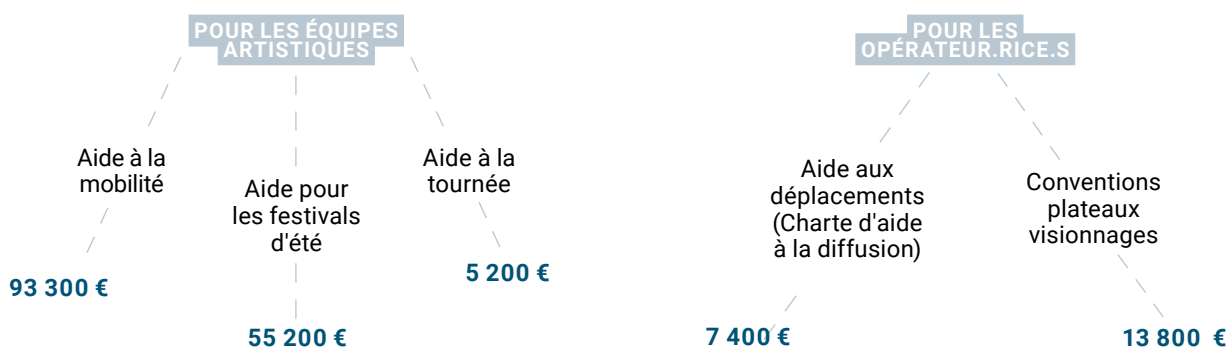 POUR LES ÉQUIPES
ARTISTIQUES
Aide à la
mobilité
93 300 €
Aide pour
les festivals
d'été
55 200 €
Aide à la
tournée
5 200 €
POUR LES
OPÉRATEUR.RICE.S
Aide aux
déplacements
(Charte d'aide
à la diffusion)
7 400 €
Conventions
plateaux
visionnages
13 800 €